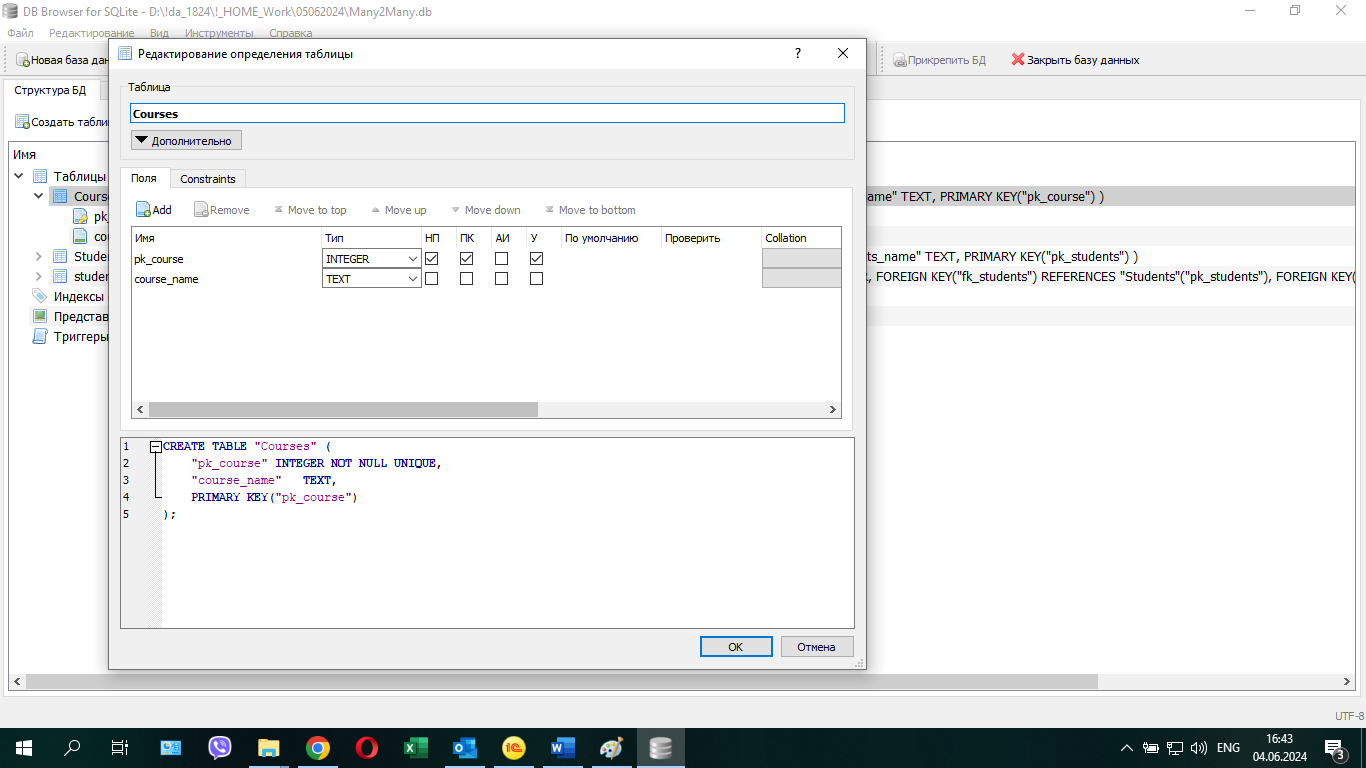 DB Browser for SQLite - D:\!da_1824\!_HOME_Work\05062024\Many2Many.db
Файл Редактирование Вид Инструменты Справка
Новая база дан
Прикрепить БД
Закрыть базу данных
Структура БД
Создать табли
Имя
Таблицы
Cours
ame" TEXT, PRIMARY KEY("pk_course") )
pk_
cou
Studen
ts_name" TEXT, PRIMARY KEY("pk_students") )
studen
, FOREIGN KEY("fk_students") REFERENCES "Students"("pk_students"), FOREIGN KEY(
Индексы
Представ
Триггеры
Редактирование определения таблицы
?
Таблица
Courses
Дополнительно
Поля Constraints
Add Remove Move to top Move up Move down Move to bottom
Имя Тип НП ПК АИ У По умолчанию Проверить Collation
pk_course INTEGER
course_name TEXT
1 CREATE TABLE "Courses" (
2 "pk_course" INTEGER NOT NULL UNIQUE,
3 "course_name" TEXT,
4 PRIMARY KEY("pk_course")
5 );
OK Отмена
UTF-8
ENG
16:43
04.06.2024
3